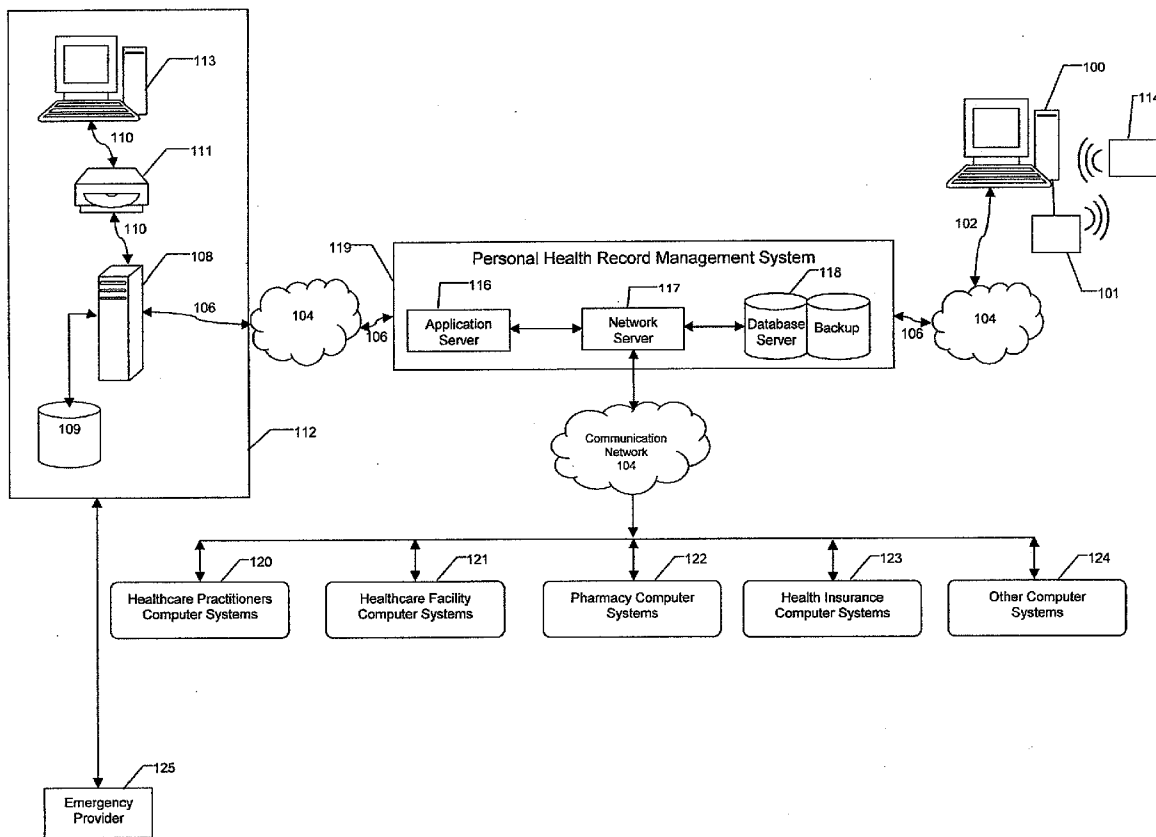 113
100
114
110
111
110
108
106
104
106
119
Personal Health Record Management System
116
117
118
Application
Server
Network
Server
Database
Server
Backup
102
101
104
106
109
112
Communication
Network
104
120
121
122
123
124
Healthcare Practitioners
Computer Systems
Healthcare Facility
Computer Systems
Pharmacy Computer
Systems
Health Insurance
Computer Systems
Other Computer
Systems
125
Emergency
Provider